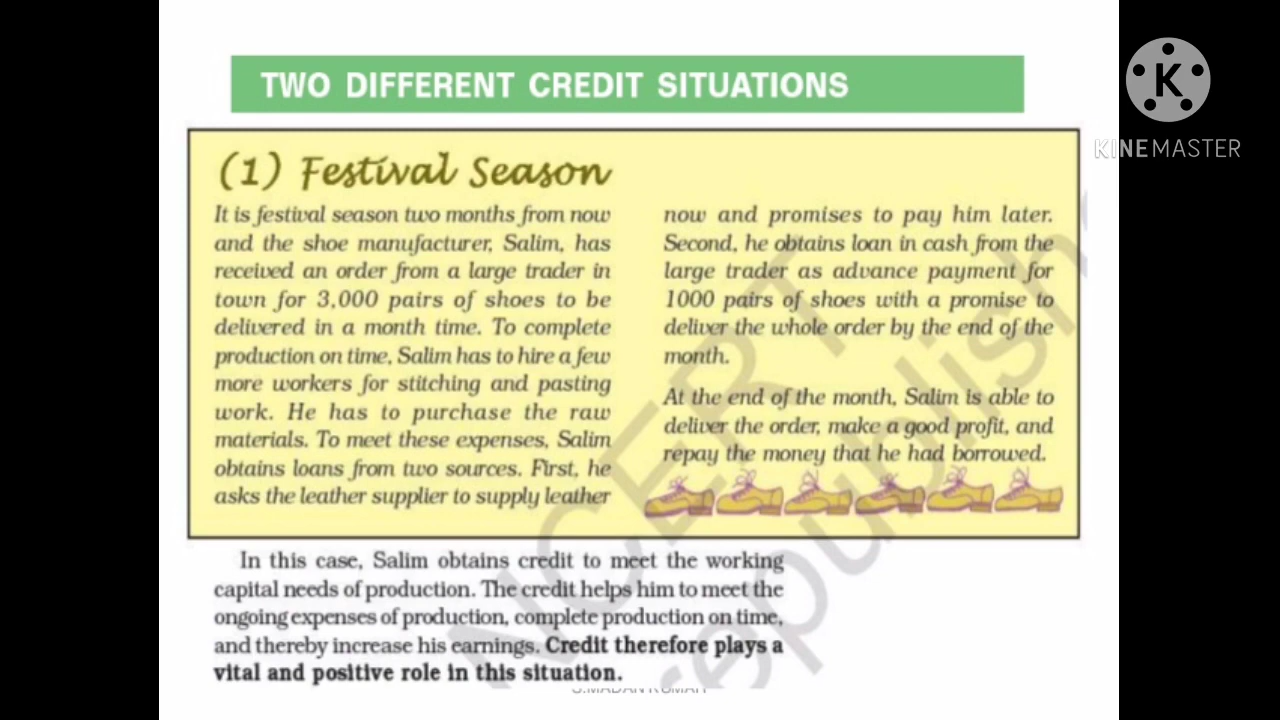 TWO DIFFERENT CREDIT SITUATIONS
(1) Festival Season
It is festival season two months from now
and the shoe manufacturer, Salim, has
received an order from a large trader in
town for 3,000 pairs of shoes to be
delivered in a month time. To complete
production on time, Salim has to hire a few
more workers for stitching and pasting
work. He has to purchase the raw
materials. To meet these expenses, Salim
obtains loans from two sources. First, he
asks the leather supplier to supply leather
now and promises to pay him later.
Second, he obtains loan in cash from the
large trader as advance payment for
1000 pairs of shoes with a promise to
deliver the whole order by the end of the
month.
At the end of the month, Salim is able to
deliver the order, make a good profit, and
repay the money that he had borrowed.
In this case, Salim obtains credit to meet the working
capital needs of production. The credit helps him to meet the
ongoing expenses of production, complete production on time,
and thereby increase his earnings. Credit therefore plays a
vital and positive role in this situation.
S.MADAN KUMAR
K
KINEMASTER
NCERT
republish